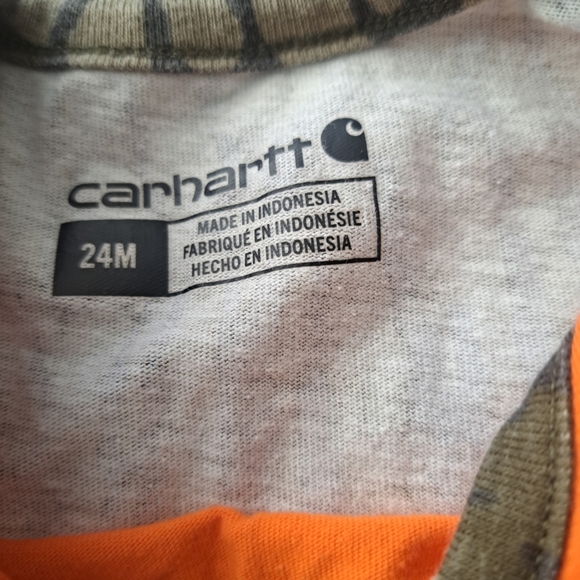 carhartt
24M
MADE IN INDONESIA
FABRIQUÉ EN INDONÉSIE
HECHO EN INDONESIA